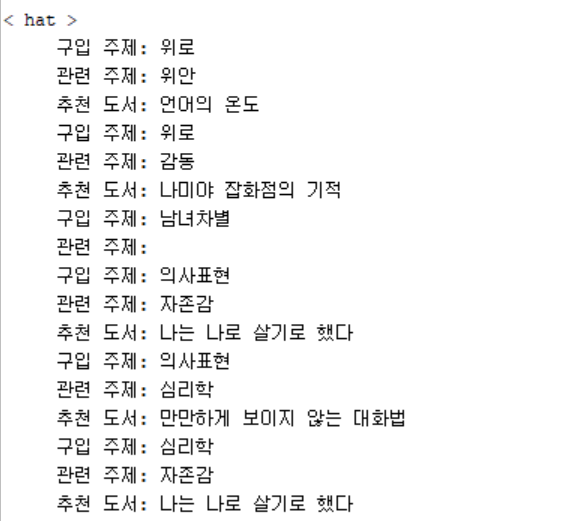 < hat >
구입 주제: 위로
관련 주제: 위안
추천 도서: 언어의 온도
구입 주제: 위로
관련 주제: 감동
추천 도서: 나미야 잡화점의 기적
구입 주제: 남녀차별
관련 주제:
구입 주제: 의사표현
관련 주제: 자존감
추천 도서: 나는 나로 살기로 했다
구입 주제: 의사표현
관련 주제: 심리학
추천 도서: 만만하게 보이지 않는 대화법
구입 주제: 심리학
관련 주제: 자존감
추천 도서: 나는 나로 살기로 했다